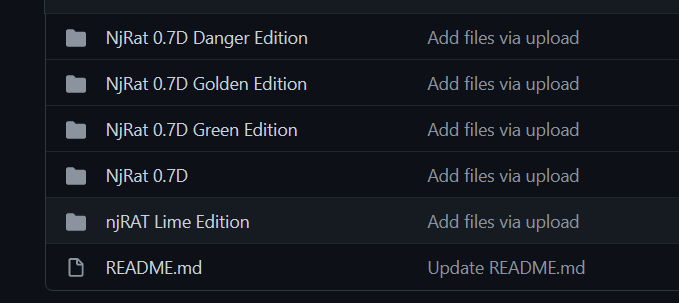 NjRat 0.7D Danger Edition Add files via upload
NjRat 0.7D Golden Edition Add files via upload
NjRat 0.7D Green Edition Add files via upload
NjRat 0.7D Add files via upload
njRAT Lime Edition Add files via upload
README.md Update README.md